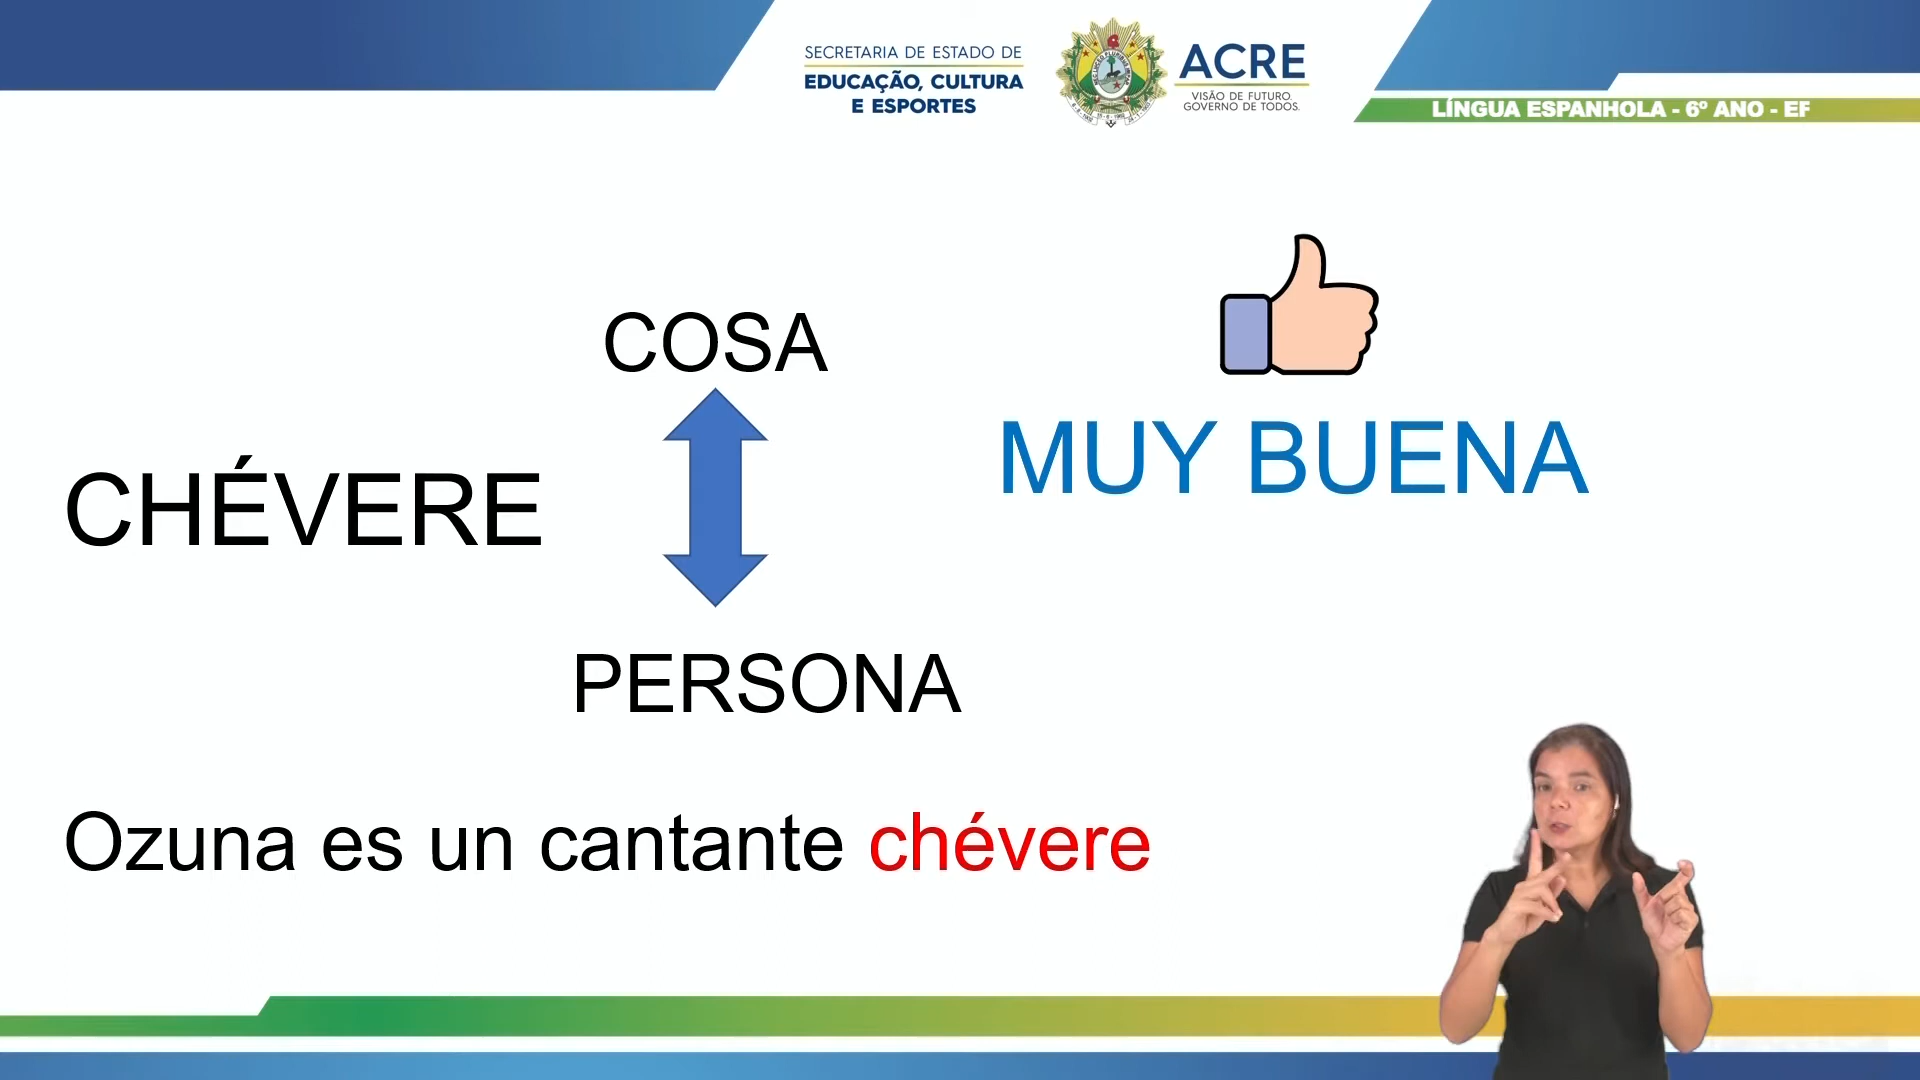 SECRETARIA DE ESTADO DE
EDUCAÇÃO, CULTURA
E ESPORTES
ACRE
VISÃO DE FUTURO.
GOVERNO DE TODOS.
LÍNGUA ESPANHOLA - 6º ANO - EF
COSA
MUY BUENA
CHÉVERE
PERSONA
Ozuna es un cantante chévere